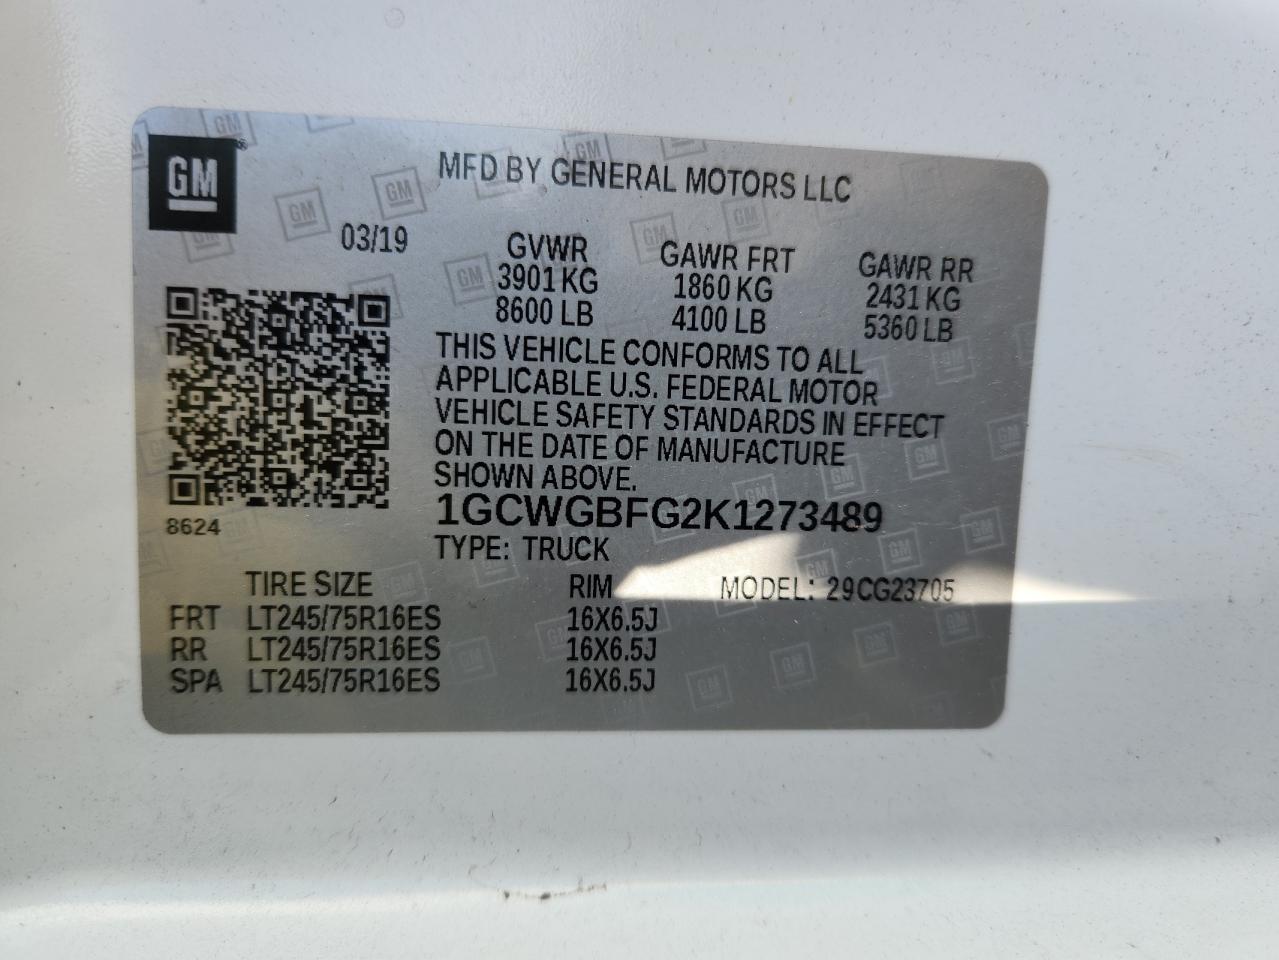 GM
MFD BY GENERAL MOTORS LLC
03/19
GVWR GAWR FRT GAWR RR
3901 KG 1860 KG 2431 KG
8600 LB 4100 LB 5360 LB
THIS VEHICLE CONFORMS TO ALL
APPLICABLE U.S. FEDERAL MOTOR
VEHICLE SAFETY STANDARDS IN EFFECT
ON THE DATE OF MANUFACTURE
SHOWN ABOVE.
8624
1GCWGBFG2K1273489
TYPE: TRUCK
TIRE SIZE RIM MODEL: 29CG23705
FRT LT245/75R16ES 16X6.5J
RR LT245/75R16ES 16X6.5J
SPA LT245/75R16ES 16X6.5J